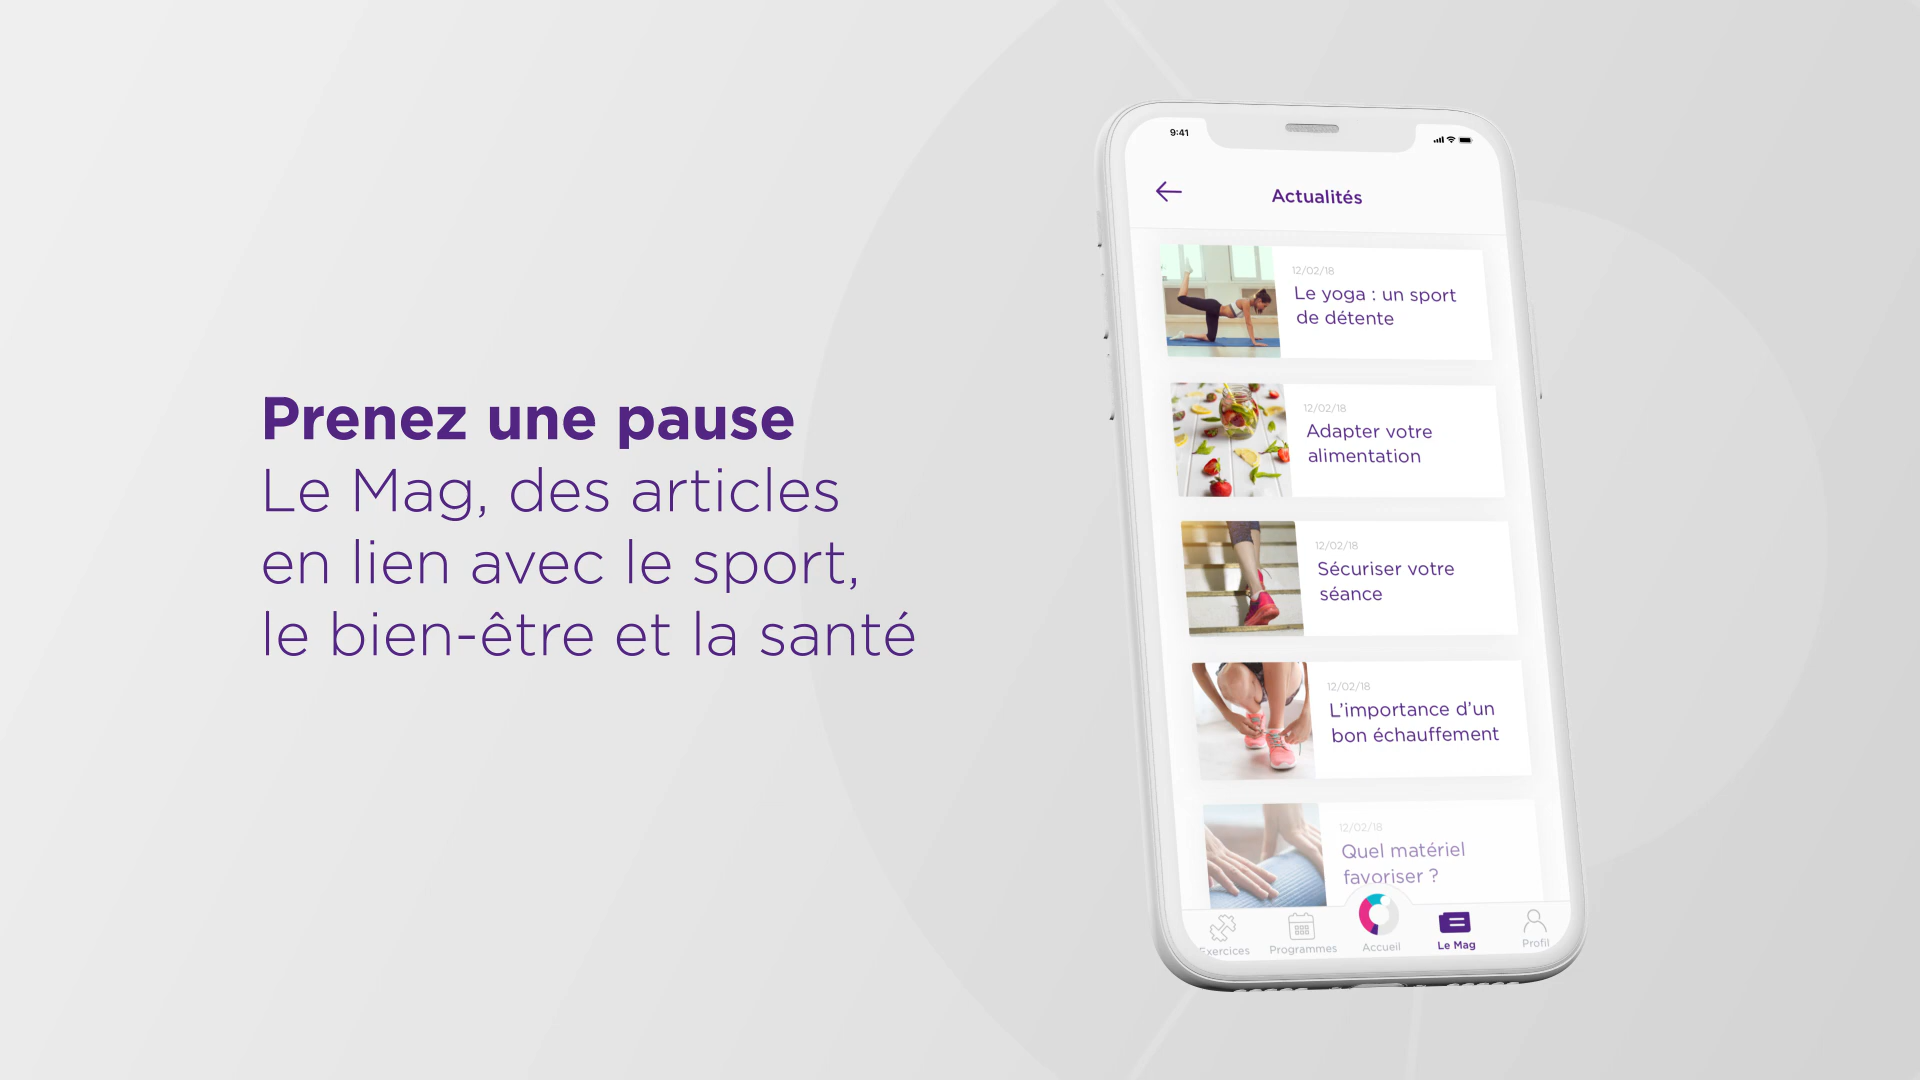 Prenez une pause
Le Mag, des articles
en lien avec le sport,
le bien-être et la santé
9:41
Actualités
12/02/18
Le yoga : un sport
de détente
12/02/18
Adapter votre
alimentation
12/02/18
Sécuriser votre
séance
12/02/18
L’importance d’un
bon échauffement
12/02/18
Quel matériel
favoriser ?
Exercices
Programmes
Accueil
Le Mag
Profil